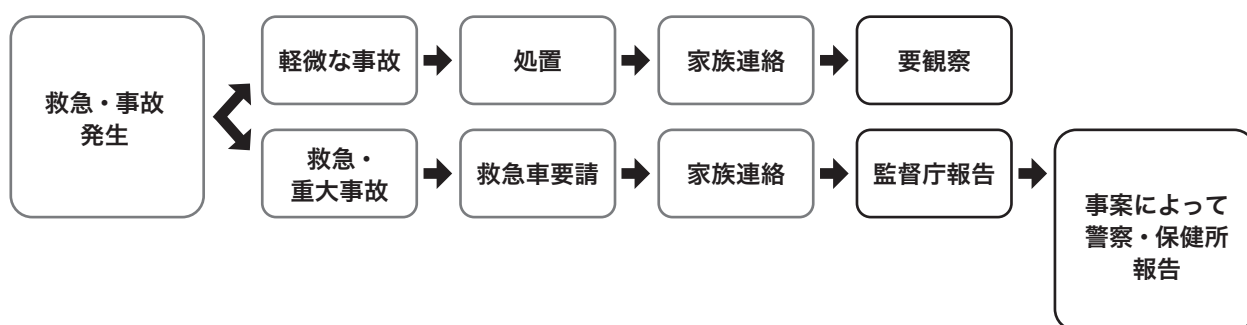 救急・事故
発生
軽微な事故
処置
家族連絡
要観察
救急・
重大事故
救急車要請
家族連絡
監督庁報告
事案によって
警察・保健所
報告